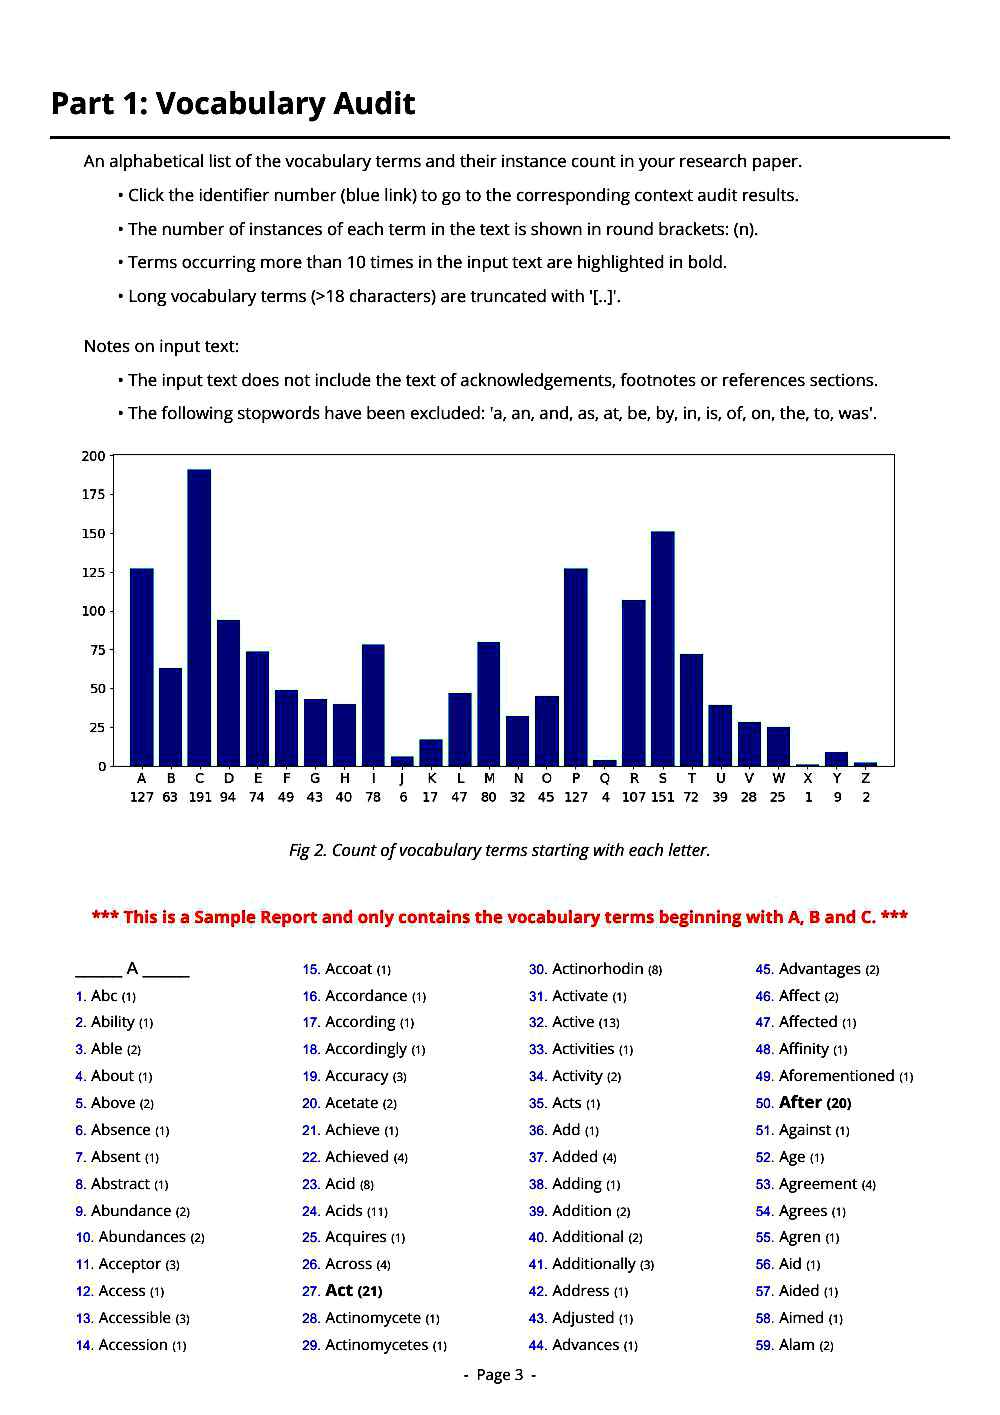 Part 1: Vocabulary Audit
An alphabetical list of the vocabulary terms and their instance count in your research paper.
• Click the identifier number (blue link) to go to the corresponding context audit results.
• The number of instances of each term in the text is shown in round brackets: (n).
• Terms occurring more than 10 times in the input text are highlighted in bold.
• Long vocabulary terms (>18 characters) are truncated with '[..]'.
Notes on input text:
• The input text does not include the text of acknowledgements, footnotes or references sections.
• The following stopwords have been excluded: 'a, an, and, as, at, be, by, in, is, of, on, the, to, was'.
200
175
150
125
100
75
50
25
0
A B C D E F G H I J K L M N O P Q R S T U V W X Y Z
127 63 191 94 74 49 43 40 78 6 17 47 80 32 45 127 4 107 151 72 39 28 25 1 9 2
Fig 2. Count of vocabulary terms starting with each letter.
*** This is a Sample Report and only contains the vocabulary terms beginning with A, B and C. ***
______ A ______
1. Abc (1)
2. Ability (1)
3. Able (2)
4. About (1)
5. Above (2)
6. Absence (1)
7. Absent (1)
8. Abstract (1)
9. Abundance (2)
10. Abundances (2)
11. Acceptor (3)
12. Access (1)
13. Accessible (3)
14. Accession (1)
15. Accoat (1)
16. Accordance (1)
17. According (1)
18. Accordingly (1)
19. Accuracy (3)
20. Acetate (2)
21. Achieve (1)
22. Achieved (4)
23. Acid (8)
24. Acids (11)
25. Acquires (1)
26. Across (4)
27. Act (21)
28. Actinomycete (1)
29. Actinomycetes (1)
30. Actinorhodin (8)
31. Activate (1)
32. Active (13)
33. Activities (1)
34. Activity (2)
35. Acts (1)
36. Add (1)
37. Added (4)
38. Adding (1)
39. Addition (2)
40. Additional (2)
41. Additionally (3)
42. Address (1)
43. Adjusted (1)
44. Advances (1)
45. Advantages (2)
46. Affect (2)
47. Affected (1)
48. Affinity (1)
49. Aforementioned (1)
50. After (20)
51. Against (1)
52. Age (1)
53. Agreement (4)
54. Agrees (1)
55. Agren (1)
56. Aid (1)
57. Aided (1)
58. Aimed (1)
59. Alam (2)
- Page 3 -